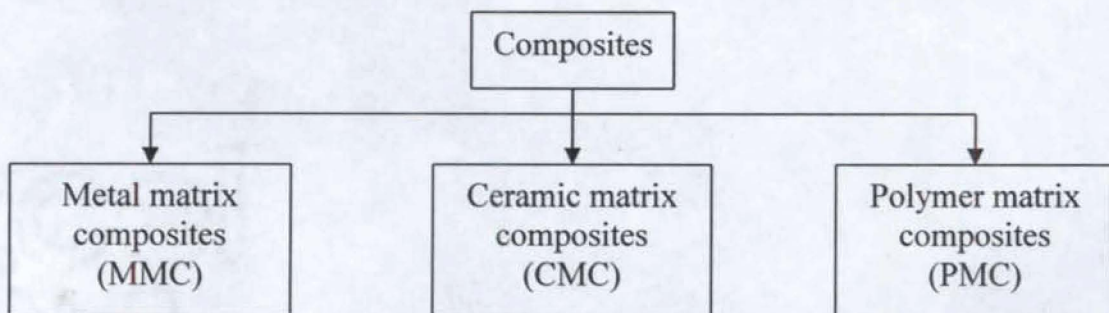 Composites
Metal matrix
composites
(MMC)
Ceramic matrix
composites
(CMC)
Polymer matrix
composites
(PMC)